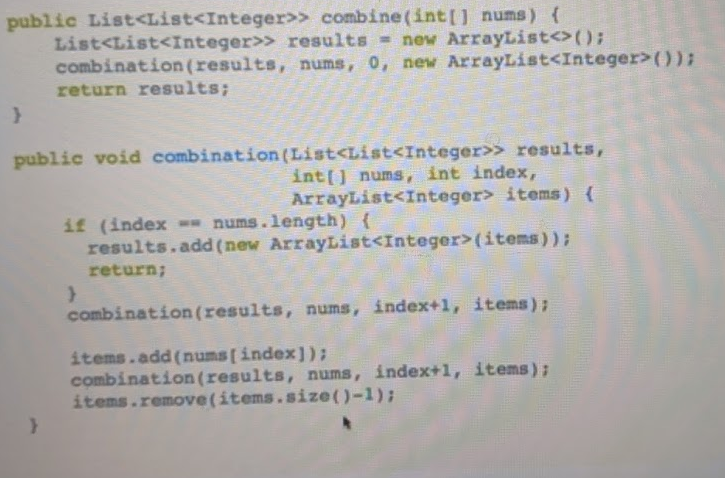 public List<List<Integer>> combine(int[] nums) {
    List<List<Integer>> results = new ArrayList<>();
    combination(results, nums, 0, new ArrayList<Integer>());
    return results;
}
public void combination(List<List<Integer>> results,
                        int[] nums, int index,
                        ArrayList<Integer> items) {
    if (index == nums.length) {
      results.add(new ArrayList<Integer>(items));
      return;
    }
    combination(results, nums, index+1, items);
    items.add(nums[index]);
    combination(results, nums, index+1, items);
    items.remove(items.size()-1);
}